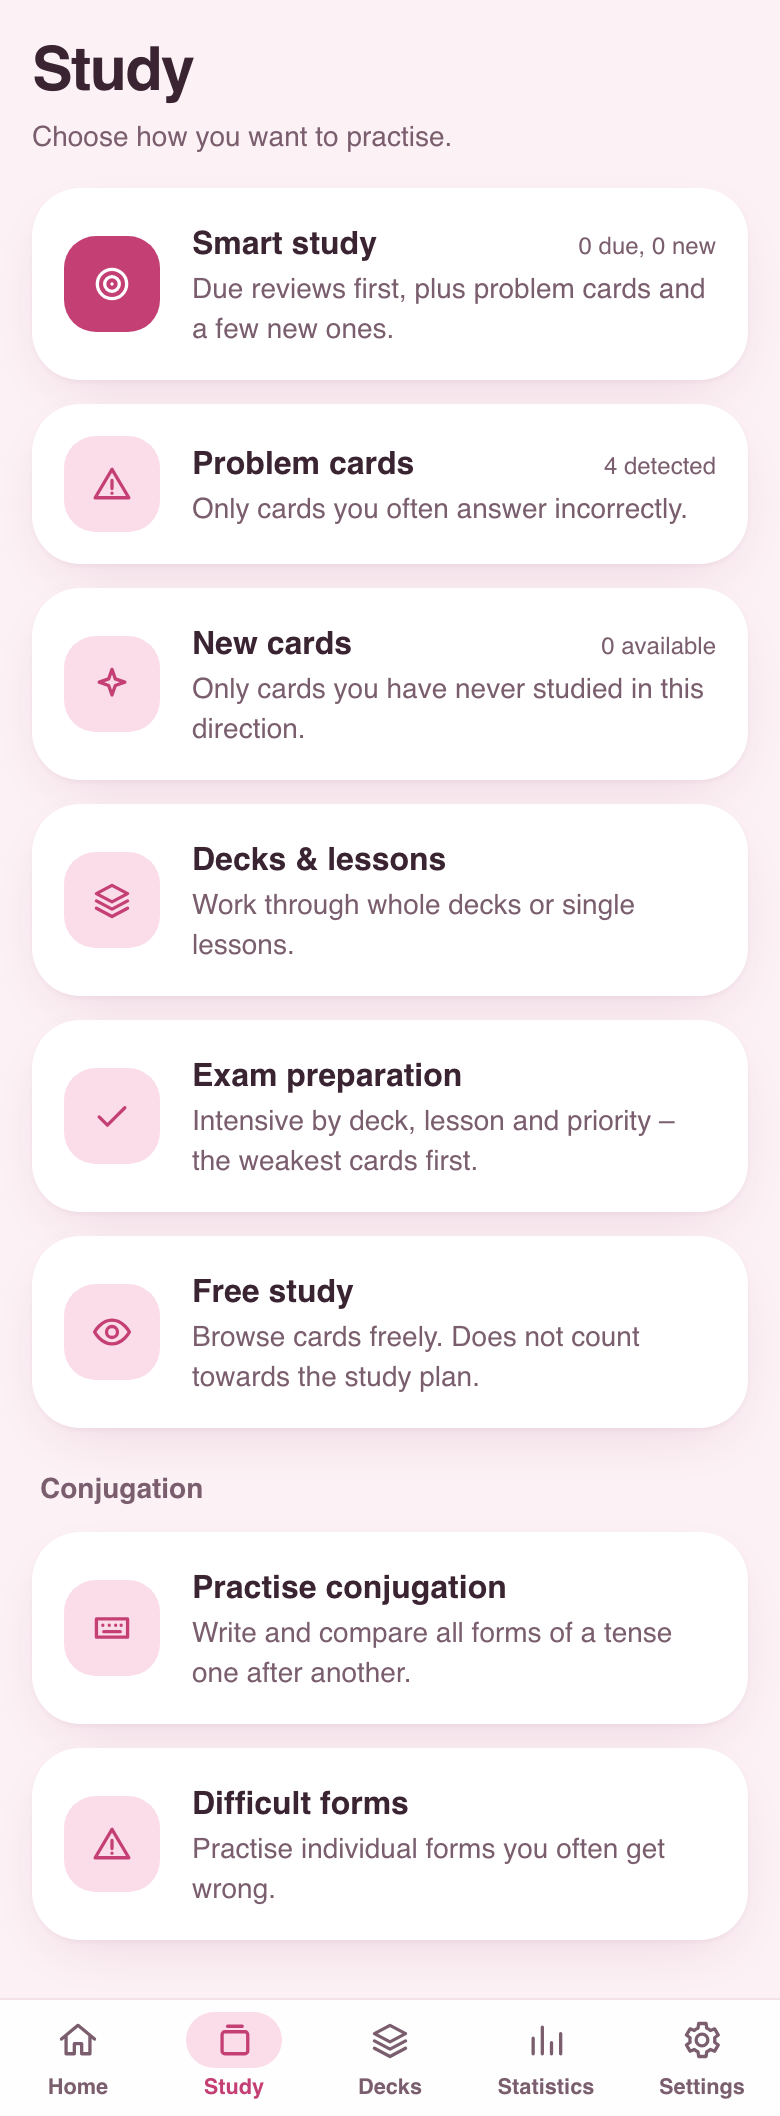 Study
Choose how you want to practise.
Smart study
0 due, 0 new
Due reviews first, plus problem cards and
a few new ones.
Problem cards
4 detected
Only cards you often answer incorrectly.
New cards
0 available
Only cards you have never studied in this
direction.
Decks & lessons
Work through whole decks or single
lessons.
Exam preparation
Intensive by deck, lesson and priority –
the weakest cards first.
Free study
Browse cards freely. Does not count
towards the study plan.
Conjugation
Practise conjugation
Write and compare all forms of a tense
one after another.
Difficult forms
Practise individual forms you often get
wrong.
Home
Study
Decks
Statistics
Settings